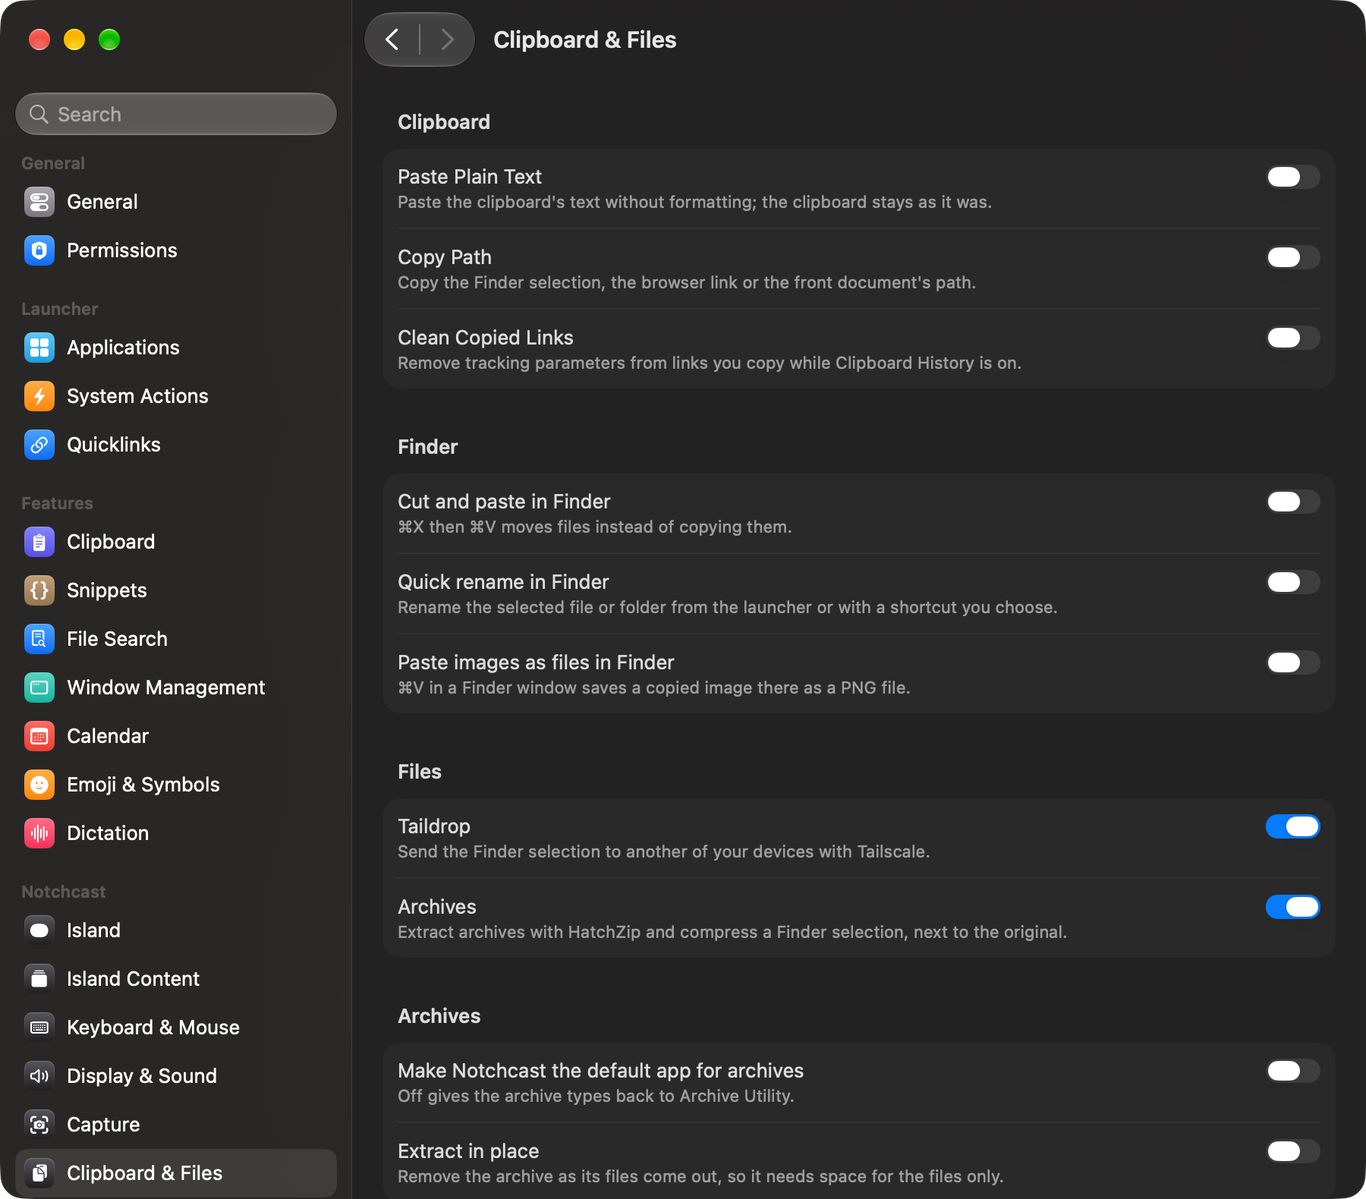 Clipboard & Files
Search
General
General
Permissions
Launcher
Applications
System Actions
Quicklinks
Features
Clipboard
Snippets
File Search
Window Management
Calendar
Emoji & Symbols
Dictation
Notchcast
Island
Island Content
Keyboard & Mouse
Display & Sound
Capture
Clipboard & Files
Clipboard
Paste Plain Text
Paste the clipboard's text without formatting; the clipboard stays as it was.
Copy Path
Copy the Finder selection, the browser link or the front document's path.
Clean Copied Links
Remove tracking parameters from links you copy while Clipboard History is on.
Finder
Cut and paste in Finder
⌘X then ⌘V moves files instead of copying them.
Quick rename in Finder
Rename the selected file or folder from the launcher or with a shortcut you choose.
Paste images as files in Finder
⌘V in a Finder window saves a copied image there as a PNG file.
Files
Taildrop
Send the Finder selection to another of your devices with Tailscale.
Archives
Extract archives with HatchZip and compress a Finder selection, next to the original.
Archives
Make Notchcast the default app for archives
Off gives the archive types back to Archive Utility.
Extract in place
Remove the archive as its files come out, so it needs space for the files only.